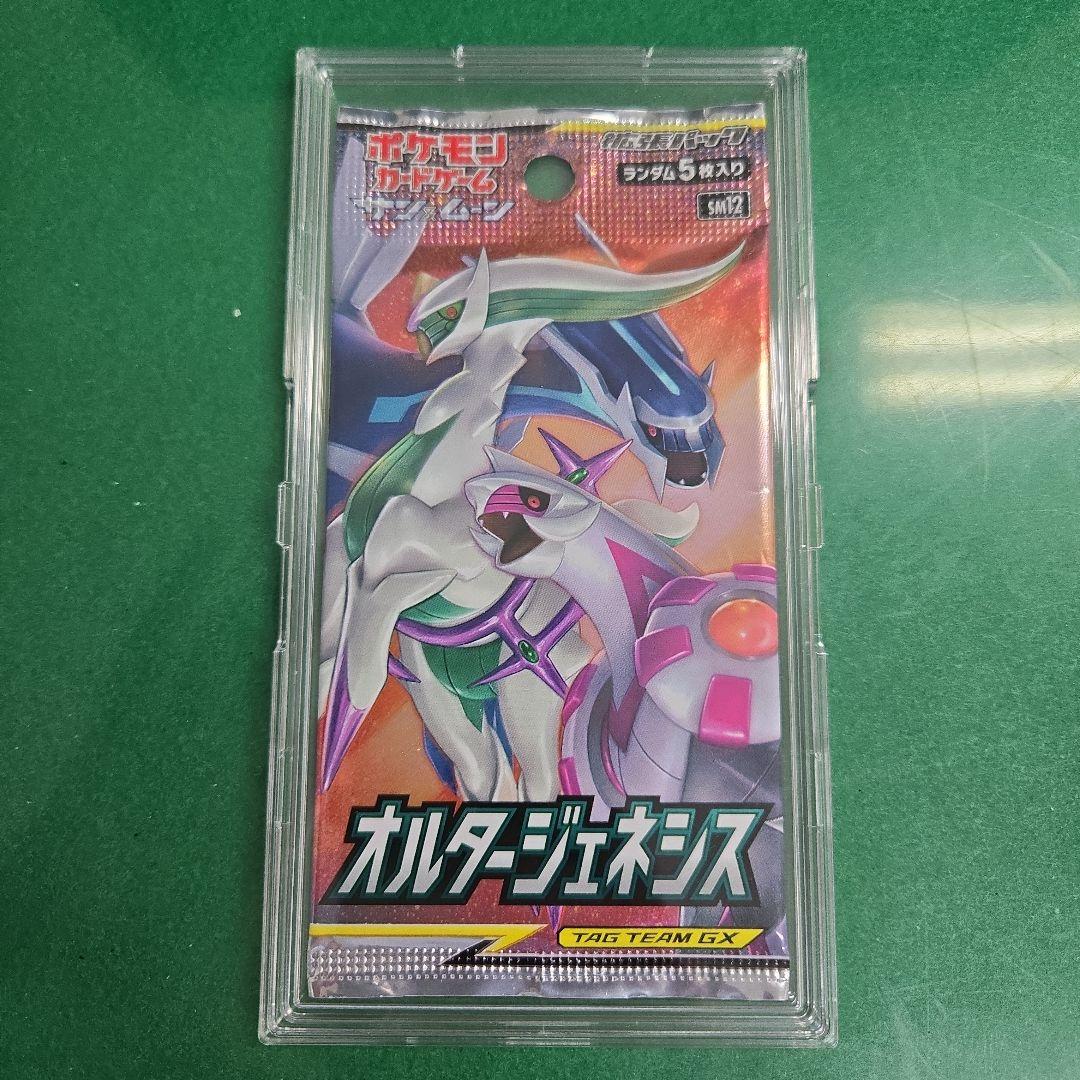 ポケモン
カードゲーム
サン&ムーン
拡張パック
ランダム5枚入り
SM12
オルタージェネシス
TAG TEAM GX